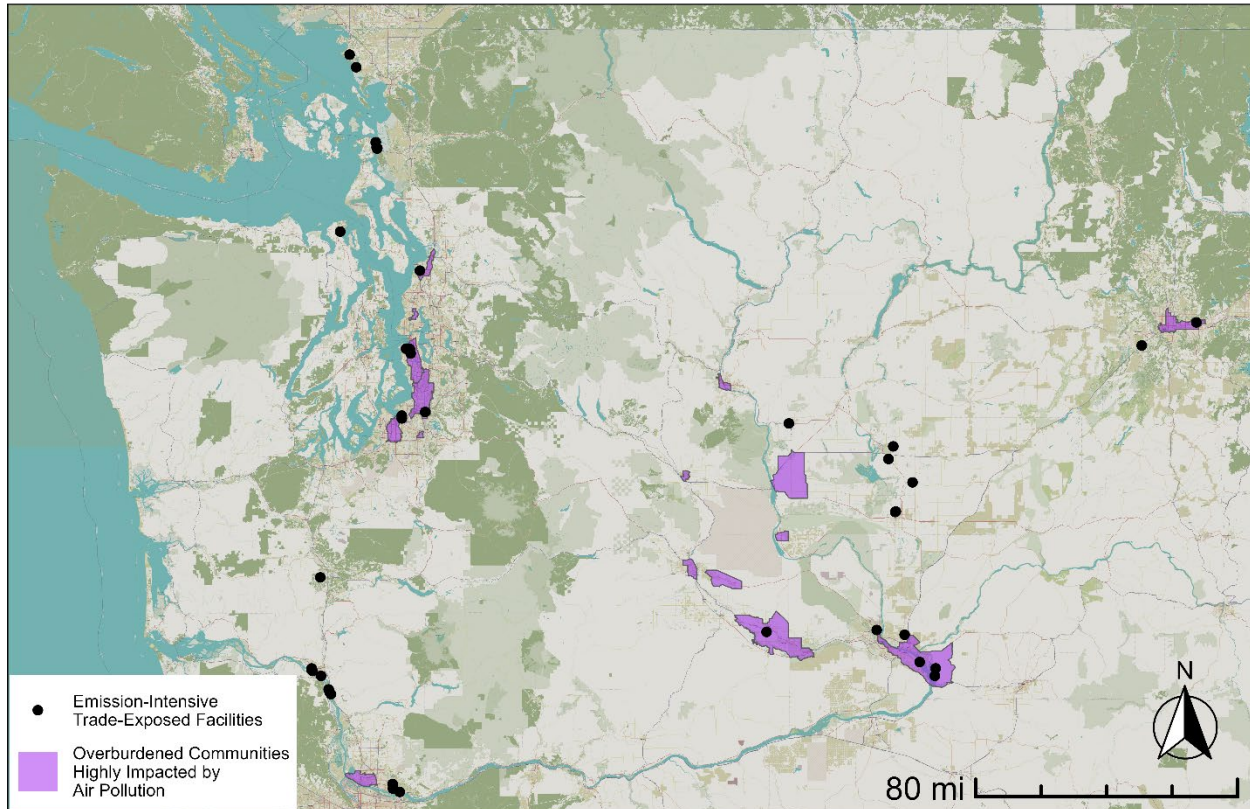 N
Emission-Intensive
Trade-Exposed Facilities
Overburdened Communities
Highly Impacted by
Air Pollution
80 mi